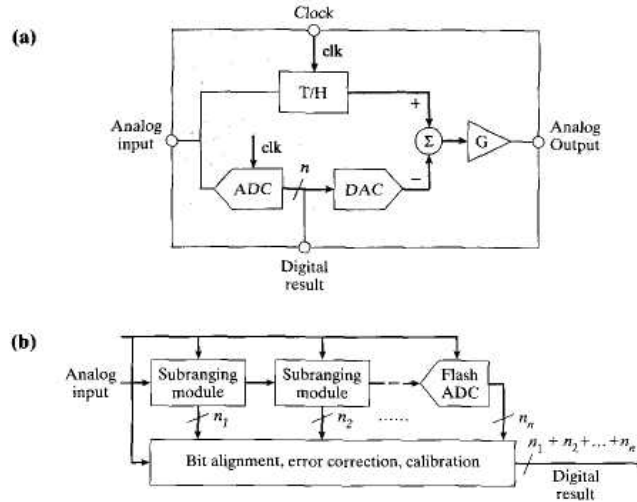 Clock
(a)
clk
T/H
+
Analog input
clk
n
ADC
DAC
Σ
−
G
Analog Output
Digital result
(b)
Analog input
Subranging module
Subranging module
Flash ADC
n1
n2
......
nn
Bit alignment, error correction, calibration
n1 + n2 +...+ nn
Digital result